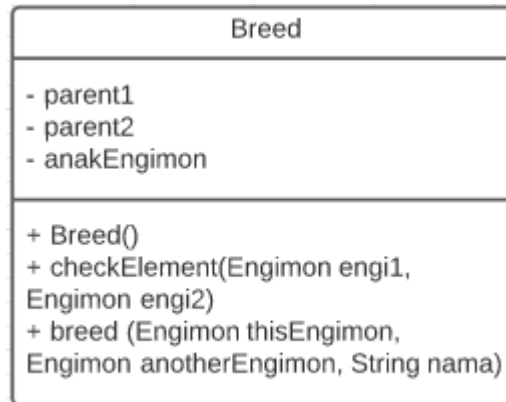 Breed
- parent1
- parent2
- anakEngimon
+ Breed()
+ checkElement(Engimon engi1,
Engimon engi2)
+ breed (Engimon thisEngimon,
Engimon anotherEngimon, String nama)